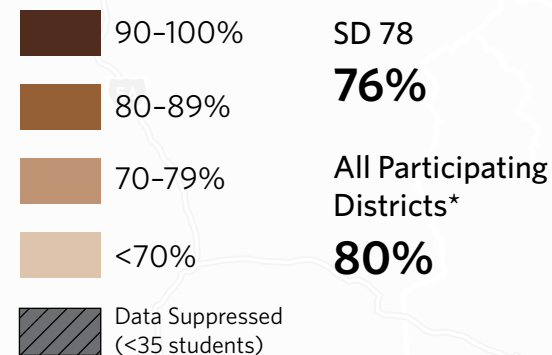 90–100%
80–89%
70–79%
<70%
Data Suppressed
(<35 students)
SD 78
76%
All Participating
Districts*
80%